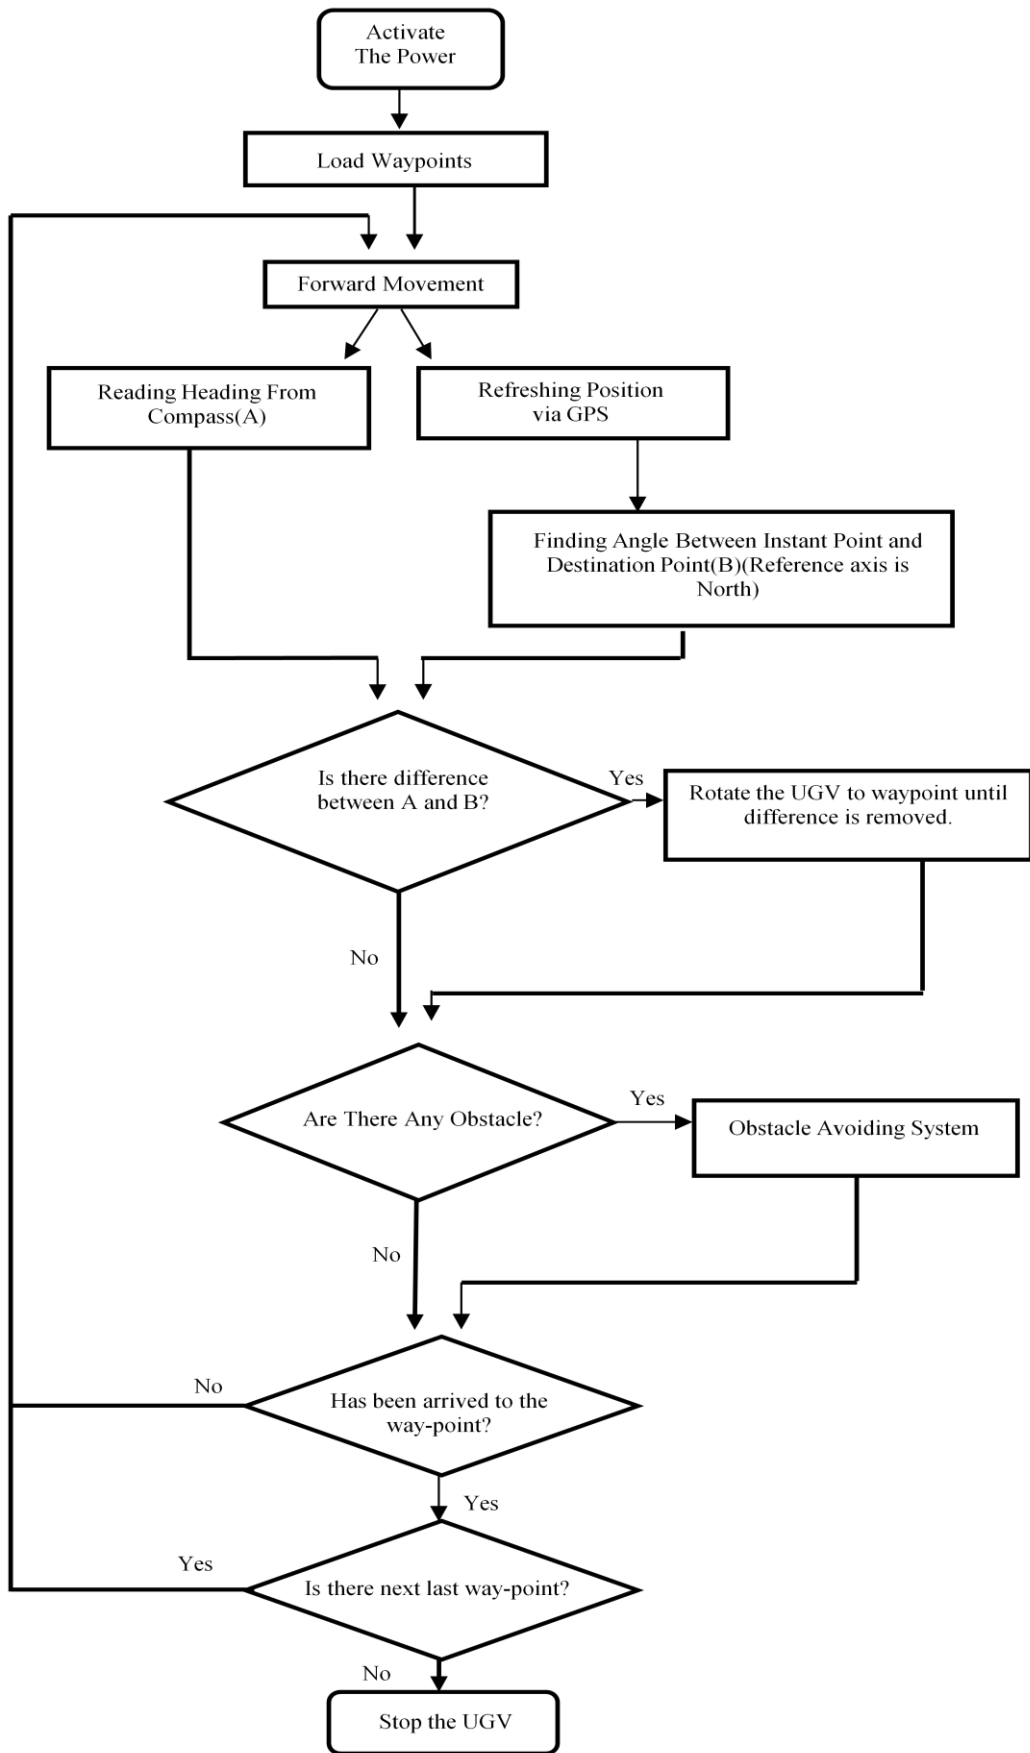 Activate
The Power
Load Waypoints
Forward Movement
Reading Heading From
Compass(A)
Refreshing Position
via GPS
Finding Angle Between Instant Point and
Destination Point(B)(Reference axis is
North)
Is there difference
between A and B?
Yes
Rotate the UGV to waypoint until
difference is removed.
No
Are There Any Obstacle?
Yes
Obstacle Avoiding System
No
No
Has been arrived to the
way-point?
Yes
Yes
Is there next last way-point?
No
Stop the UGV